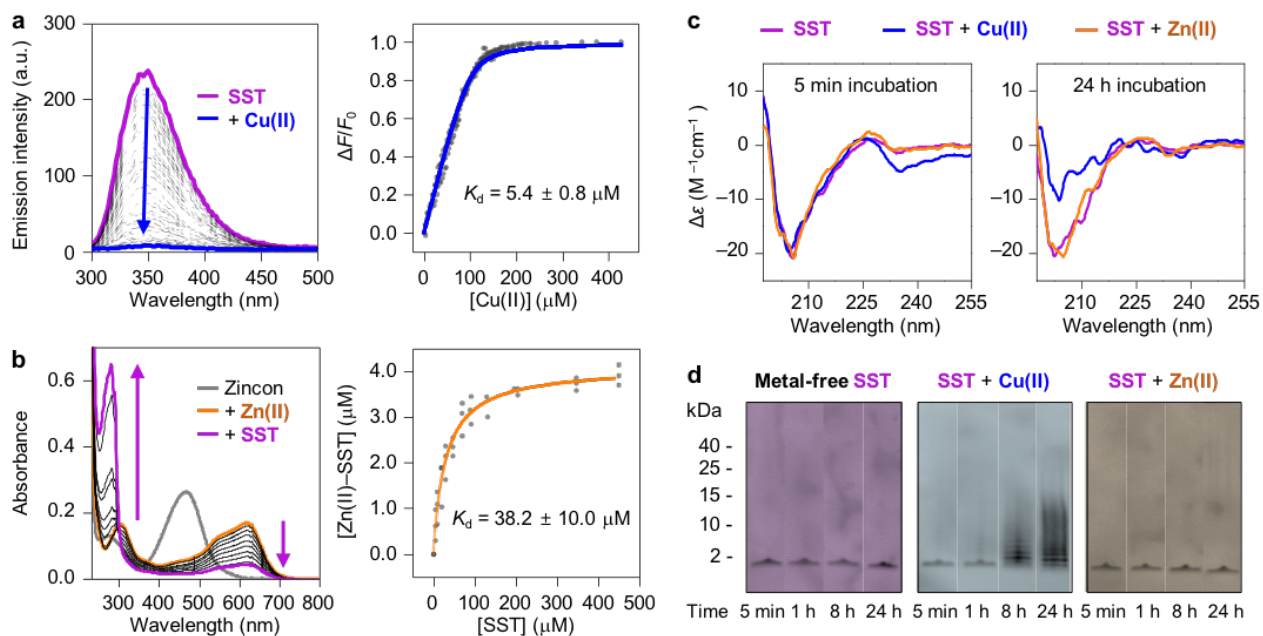 a
Emission intensity (a.u.)
300
200
100
0
SST
+ Cu(II)
300 350 400 450 500
Wavelength (nm)
ΔF/F0
1.0
0.8
0.6
0.4
0.2
0.0
Kd = 5.4 ± 0.8 μM
0 100 200 300 400
[Cu(II)] (μM)
b
Absorbance
0.6
0.4
0.2
0.0
Zincon
+ Zn(II)
+ SST
300 400 500 600 700 800
Wavelength (nm)
[Zn(II)–SST] (μM)
4.0
3.0
2.0
1.0
0.0
Kd = 38.2 ± 10.0 μM
0 100 200 300 400 500
[SST] (μM)
c
SST SST + Cu(II) SST + Zn(II)
Δε (M⁻¹cm⁻¹)
5 min incubation
10
0
–10
–20
210 225 240 255
Wavelength (nm)
24 h incubation
10
0
–10
–20
210 225 240 255
Wavelength (nm)
d
Metal-free SST SST + Cu(II) SST + Zn(II)
kDa
40 -
25 -
15 -
10 -
2 -
Time 5 min 1 h 8 h 24 h 5 min 1 h 8 h 24 h 5 min 1 h 8 h 24 h